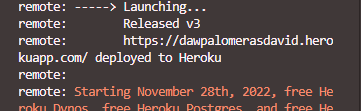 remote: -----> Launching...
remote:        Released v3
remote:        https://dawpalomerasdavid.hero
kuapp.com/ deployed to Heroku
remote:
remote: Starting November 28th, 2022, free He
roku Dynos, free Heroku Postgres, and free He